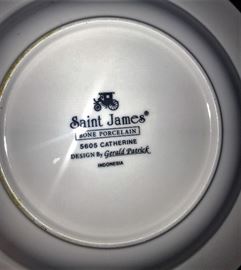 Saint James®
BONE PORCELAIN
5605 CATHERINE
DESIGN By Gerald Patrick
INDONESIA